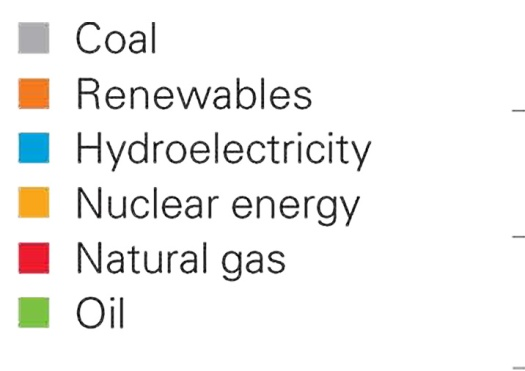 Coal
Renewables
Hydroelectricity
Nuclear energy
Natural gas
Oil